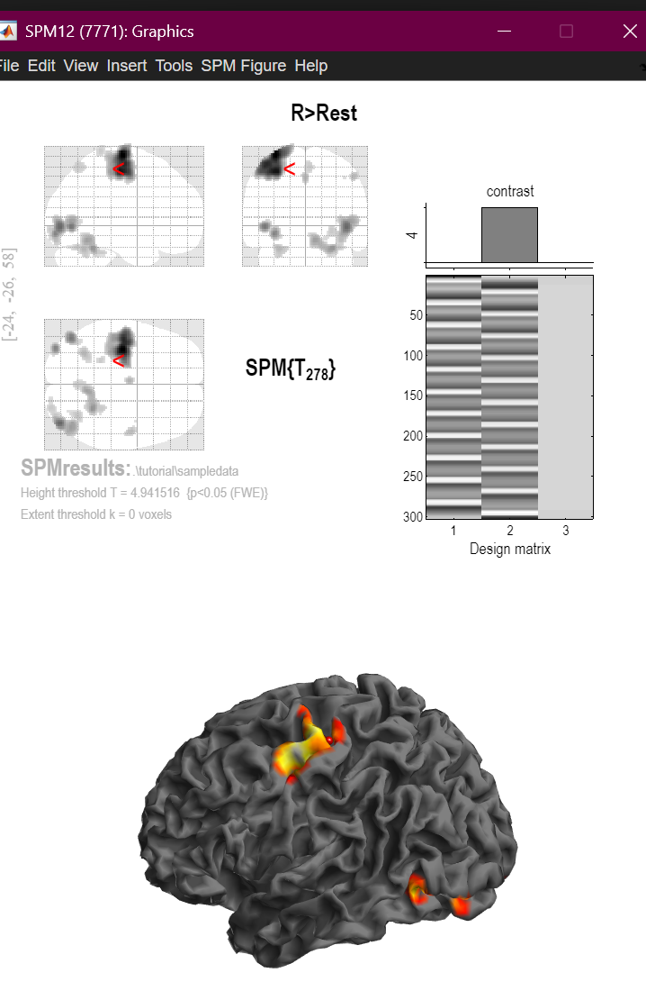 SPM12 (7771): Graphics
File Edit View Insert Tools SPM Figure Help
R>Rest
<
<
[-24, -26, 58]
<
SPM{T278}
contrast
4
50
100
150
200
250
300
1 2 3
Design matrix
SPMresults: .\tutorial\sampledata
Height threshold T = 4.941516 {p<0.05 (FWE)}
Extent threshold k = 0 voxels